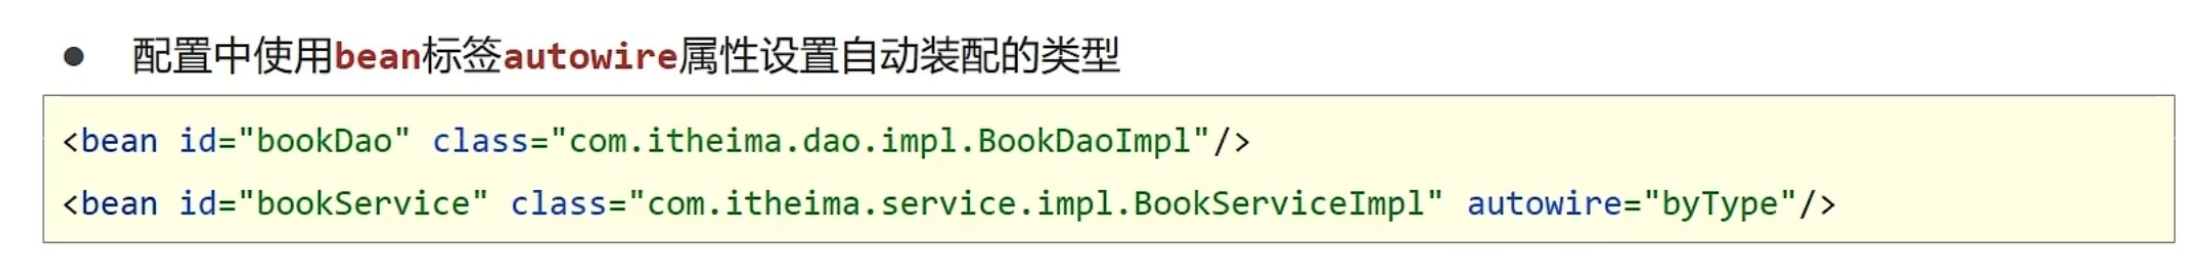 ● 配置中使用bean标签autowire属性设置自动装配的类型
<bean id="bookDao" class="com.itheima.dao.impl.BookDaoImpl"/>
<bean id="bookService" class="com.itheima.service.impl.BookServiceImpl" autowire="byType"/>